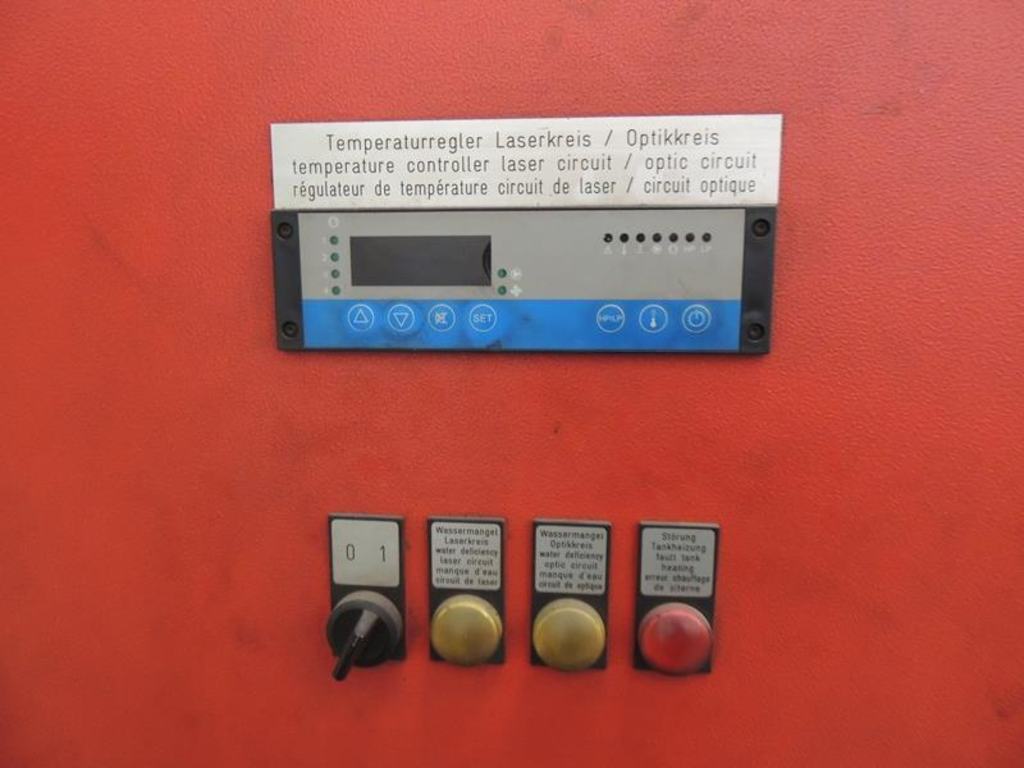 Temperaturregler Laserkreis / Optikkreis
temperature controller laser circuit / optic circuit
régulateur de température circuit de laser / circuit optique
SET
HP/LP
0 1
Wassermangel
Laserkreis
water deficiency
laser circuit
manque d'eau
circuit de laser
Wassermangel
Optikkreis
water deficiency
optic circuit
manque d'eau
circuit de optique
Störung
Tankheizung
fault tank
heating
erreur chauffage
de citerne